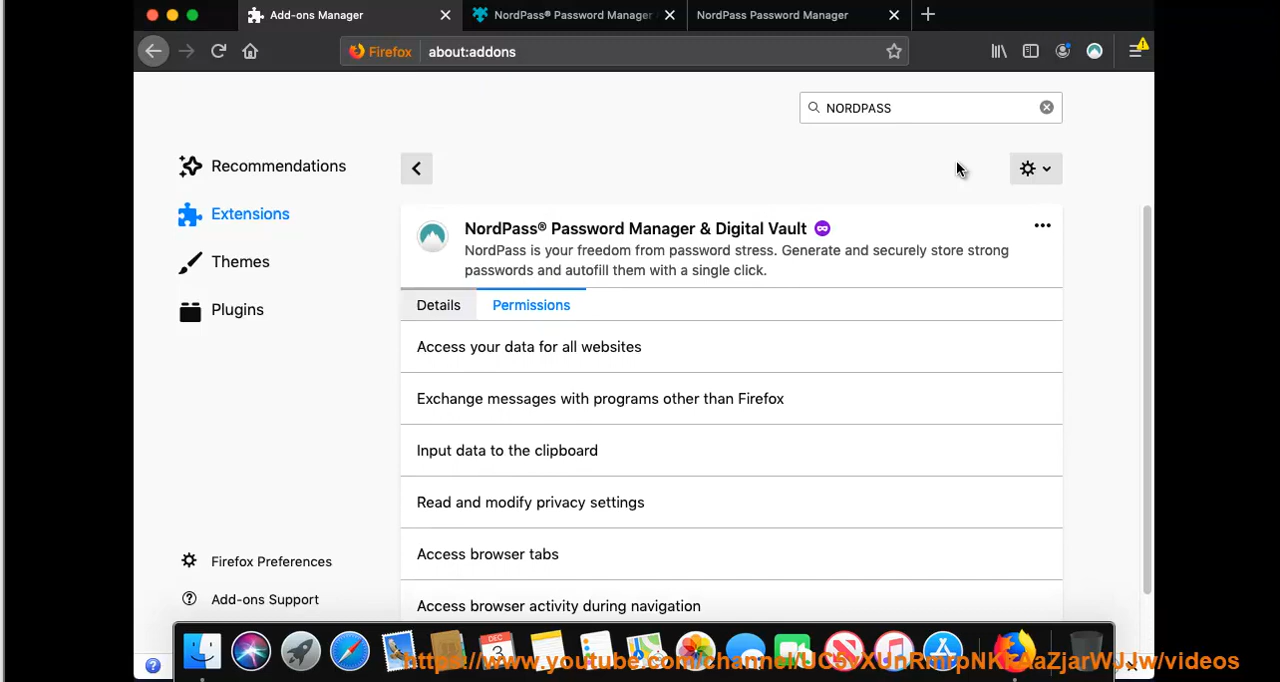 Add-ons Manager
NordPass® Password Manager
NordPass Password Manager
Firefox
about:addons
NORDPASS
Recommendations
Extensions
Themes
Plugins
NordPass® Password Manager & Digital Vault
NordPass is your freedom from password stress. Generate and securely store strong
passwords and autofill them with a single click.
Details
Permissions
Access your data for all websites
Exchange messages with programs other than Firefox
Input data to the clipboard
Read and modify privacy settings
Access browser tabs
Access browser activity during navigation
Firefox Preferences
Add-ons Support
DEC
3